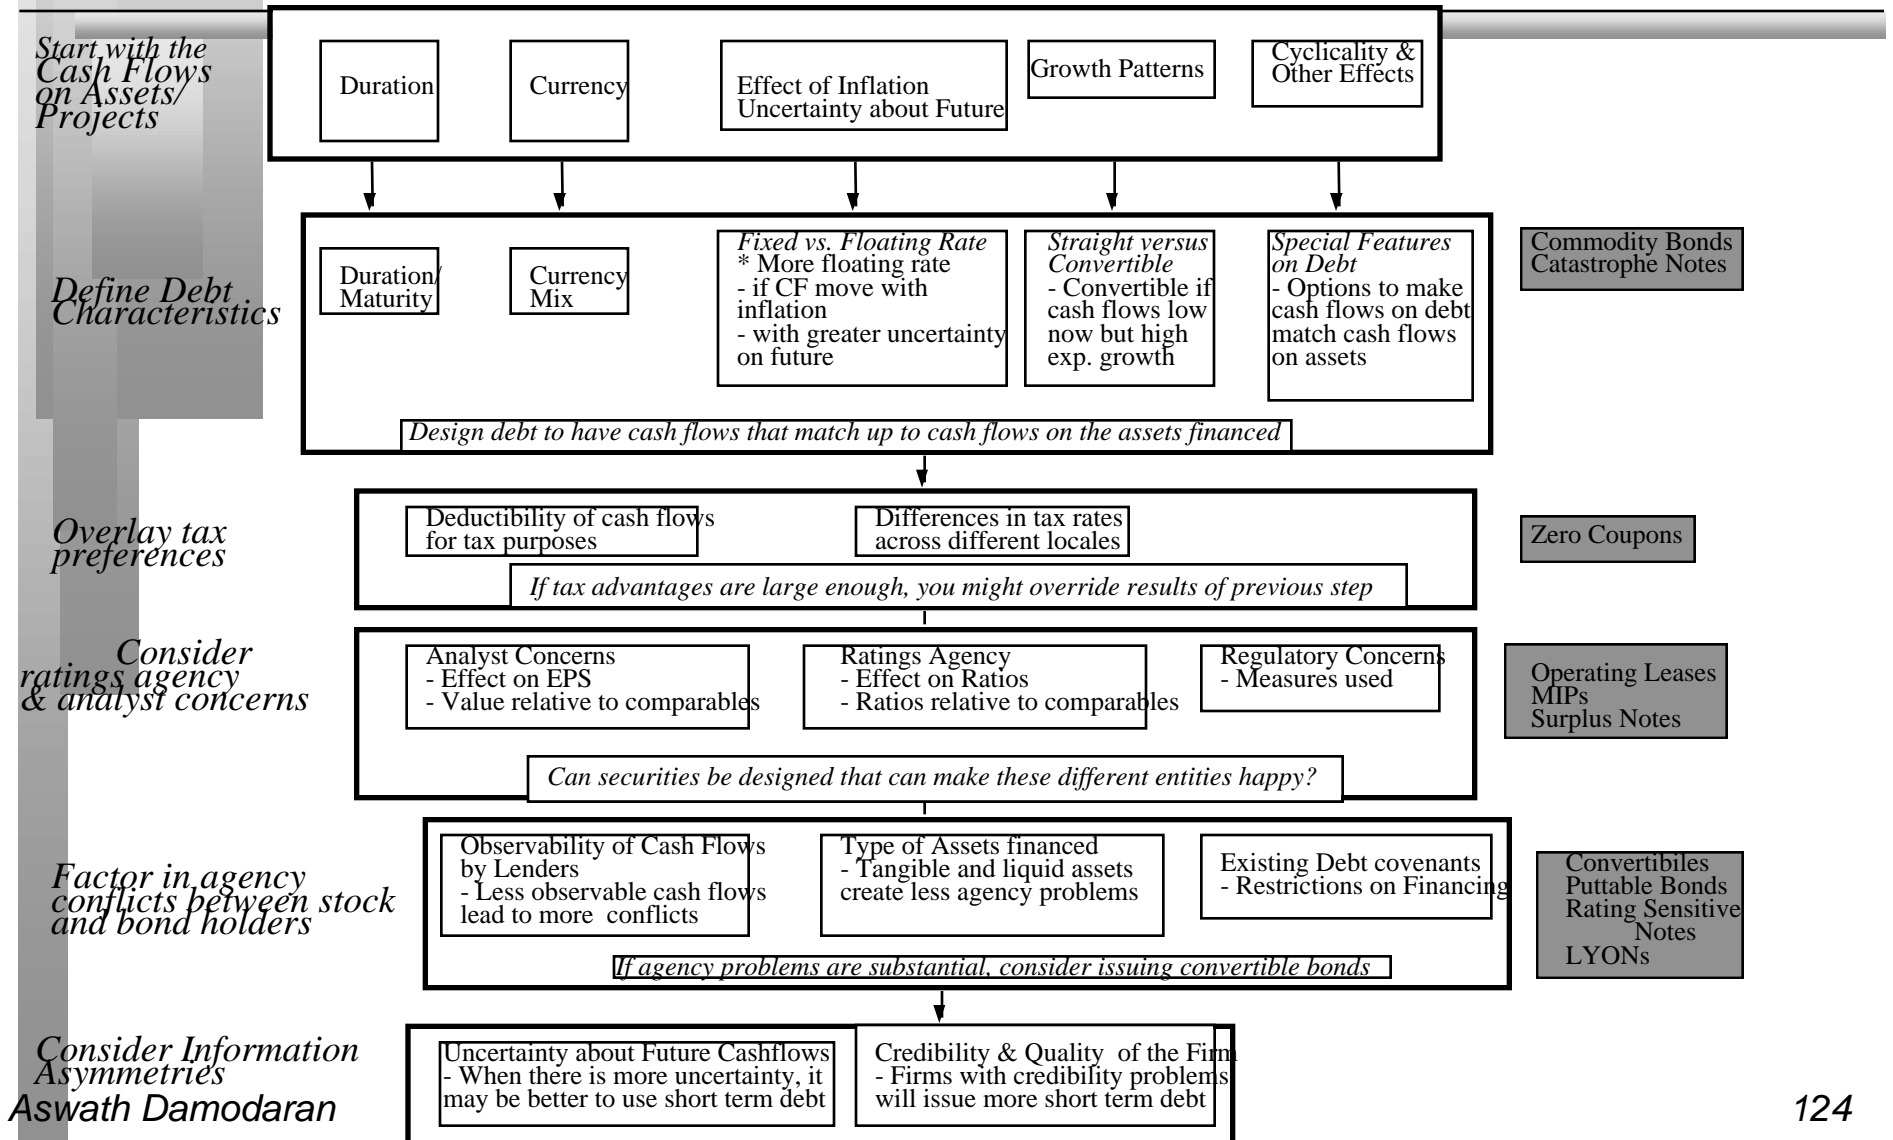 Start with the
Cash Flows
on Assets/
Projects
Duration
Currency
Effect of Inflation
Uncertainty about Future
Growth Patterns
Cyclicality &
Other Effects
Define Debt
Characteristics
Duration/
Maturity
Currency
Mix
Fixed vs. Floating Rate
* More floating rate
- if CF move with
inflation
- with greater uncertainty
on future
Straight versus
Convertible
- Convertible if
cash flows low
now but high
exp. growth
Special Features
on Debt
- Options to make
cash flows on debt
match cash flows
on assets
Commodity Bonds
Catastrophe Notes
Design debt to have cash flows that match up to cash flows on the assets financed
Overlay tax
preferences
Deductibility of cash flows
for tax purposes
Differences in tax rates
across different locales
Zero Coupons
If tax advantages are large enough, you might override results of previous step
Consider
ratings agency
& analyst concerns
Analyst Concerns
- Effect on EPS
- Value relative to comparables
Ratings Agency
- Effect on Ratios
- Ratios relative to comparables
Regulatory Concerns
- Measures used
Operating Leases
MIPs
Surplus Notes
Can securities be designed that can make these different entities happy?
Factor in agency
conflicts between stock
and bond holders
Observability of Cash Flows
by Lenders
- Less observable cash flows
lead to more conflicts
Type of Assets financed
- Tangible and liquid assets
create less agency problems
Existing Debt covenants
- Restrictions on Financing
Convertibiles
Puttable Bonds
Rating Sensitive
Notes
LYONs
If agency problems are substantial, consider issuing convertible bonds
Consider Information
Asymmetries
Uncertainty about Future Cashflows
- When there is more uncertainty, it
may be better to use short term debt
Credibility & Quality of the Firm
- Firms with credibility problems
will issue more short term debt
Aswath Damodaran
124